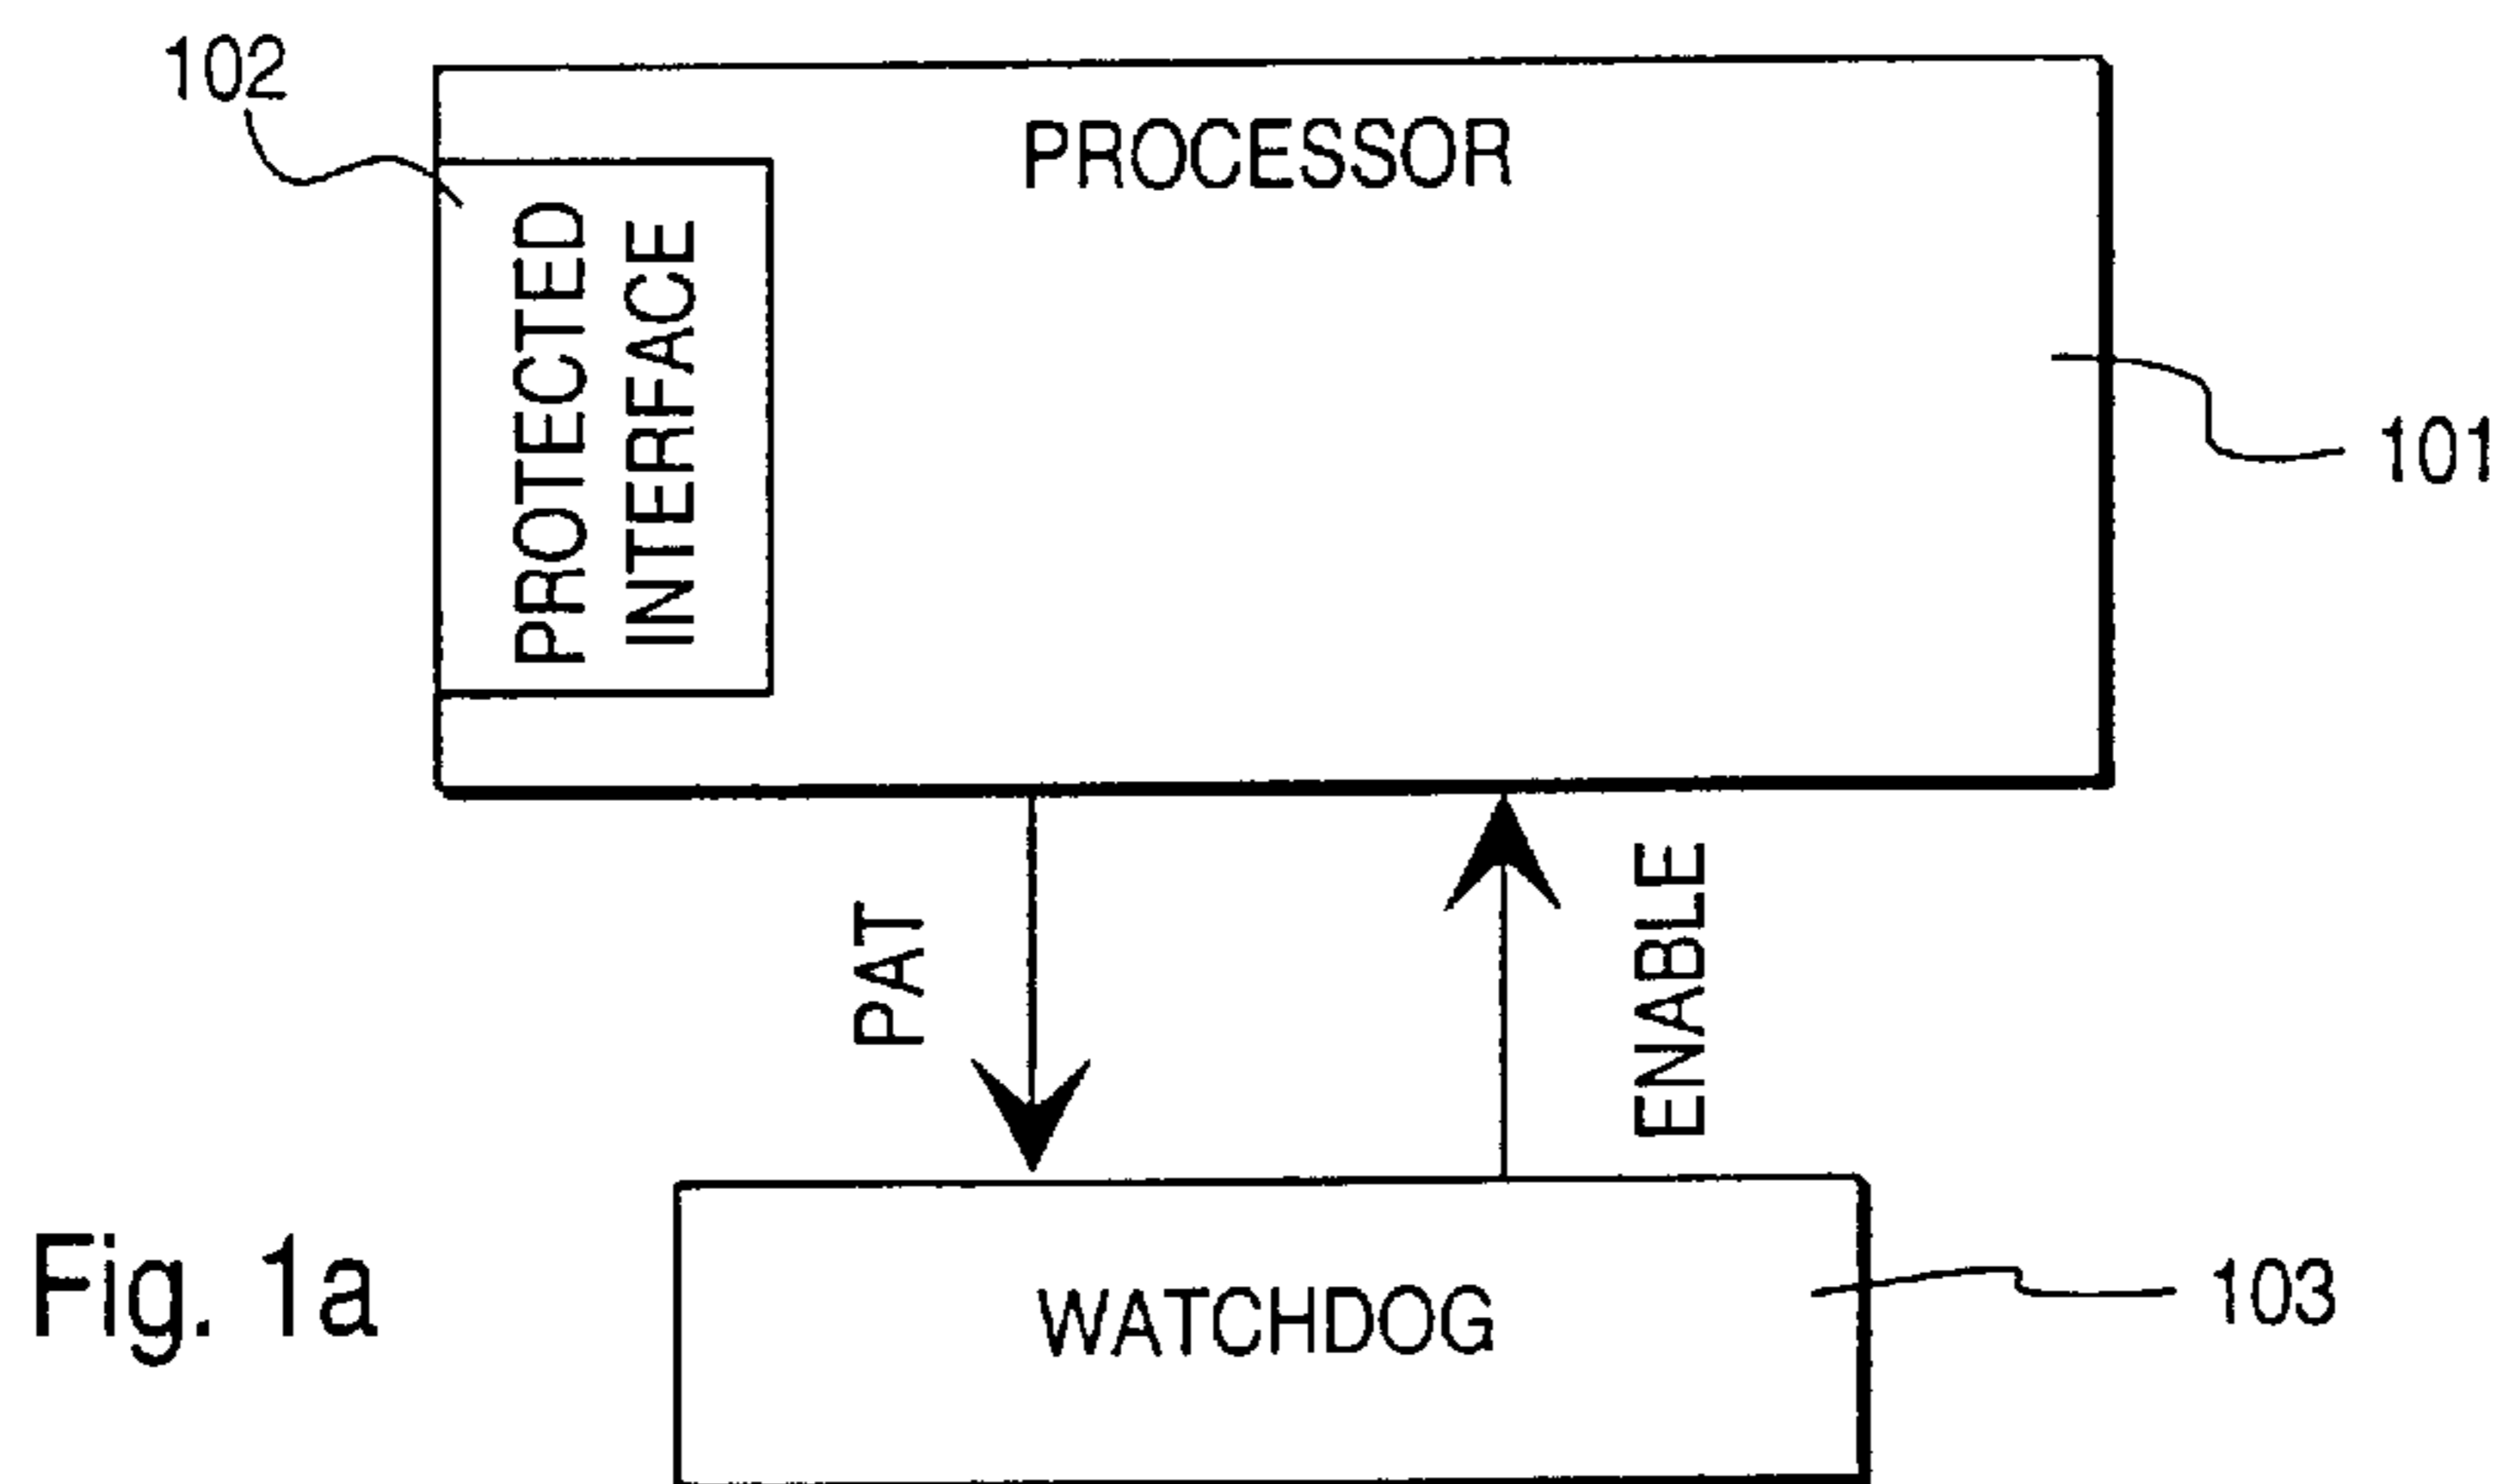 102
PROCESSOR
PROTECTED
INTERFACE
101
PAT
ENABLE
Fig. 1a
WATCHDOG
103